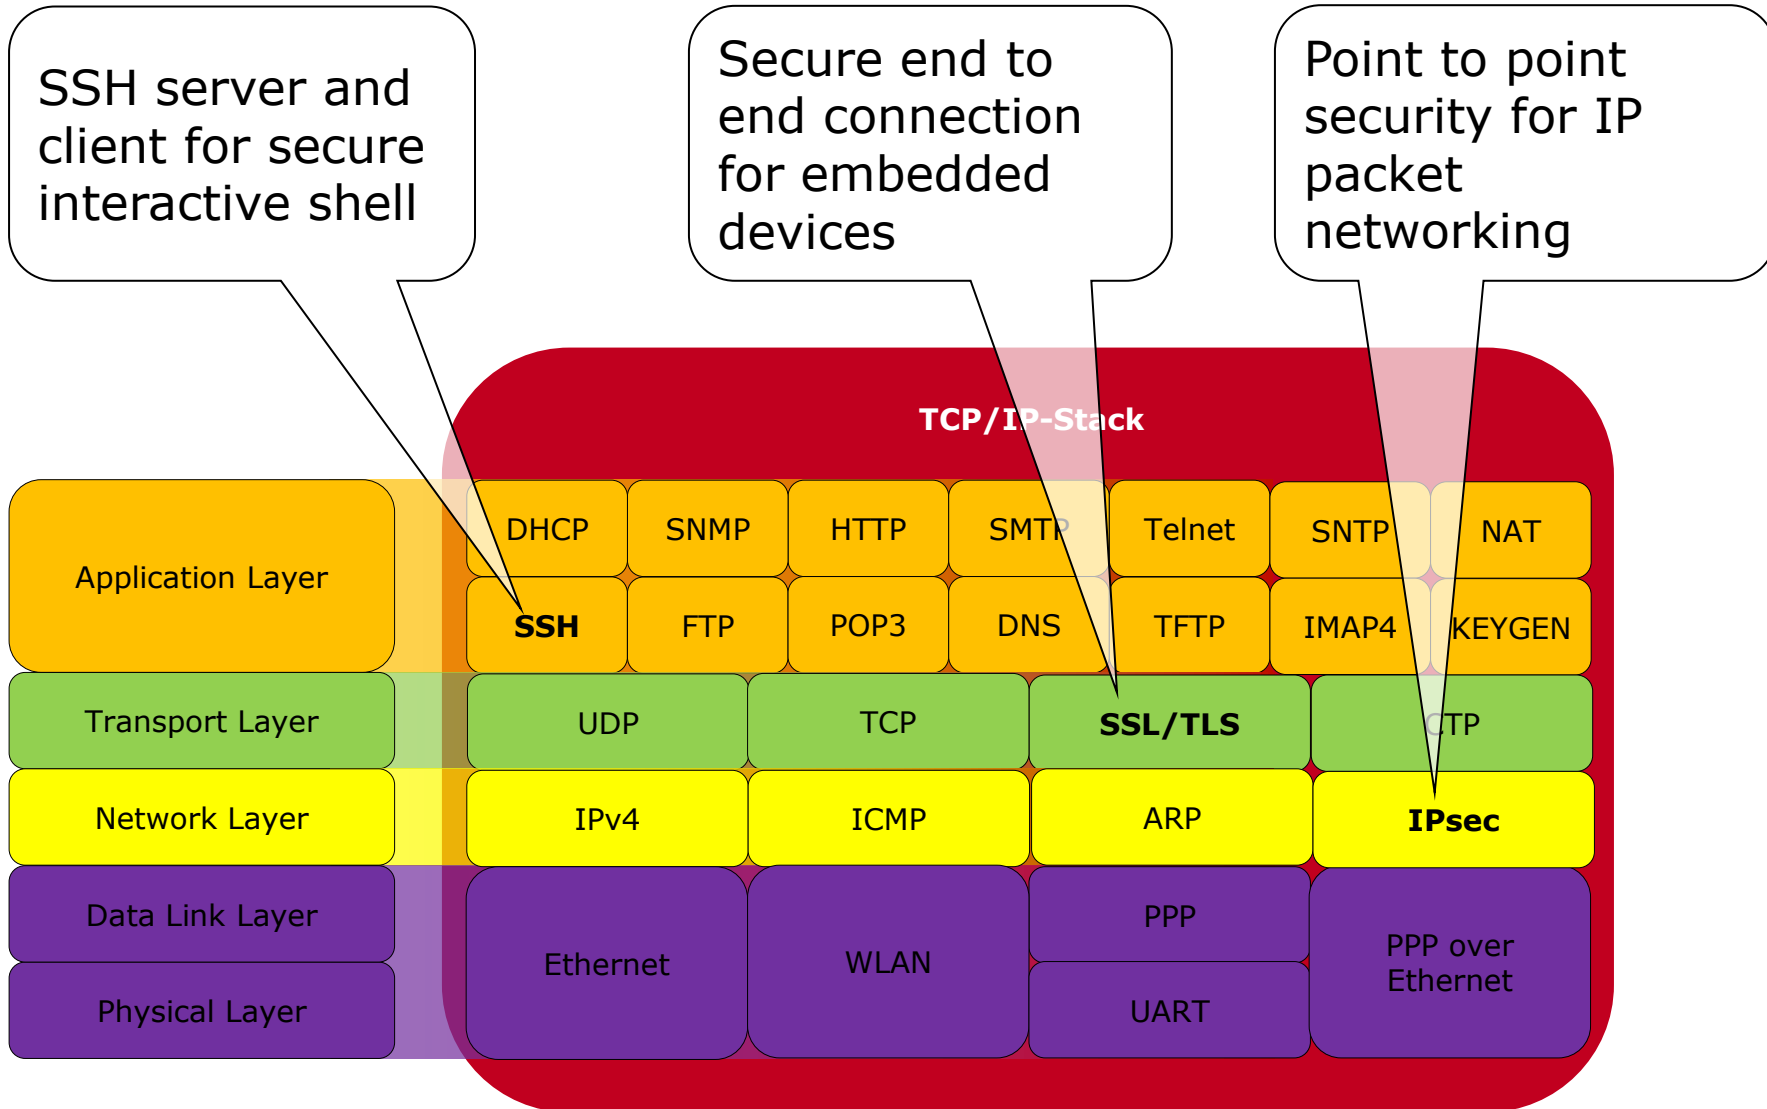 SSH server and
client for secure
interactive shell
Secure end to
end connection
for embedded
devices
Point to point
security for IP
packet
networking
TCP/IP-Stack
Application Layer
DHCP
SNMP
HTTP
SMTP
Telnet
SNTP
NAT
SSH
FTP
POP3
DNS
TFTP
IMAP4
KEYGEN
Transport Layer
UDP
TCP
SSL/TLS
CTP
Network Layer
IPv4
ICMP
ARP
IPsec
Data Link Layer
Physical Layer
Ethernet
WLAN
PPP
UART
PPP over
Ethernet